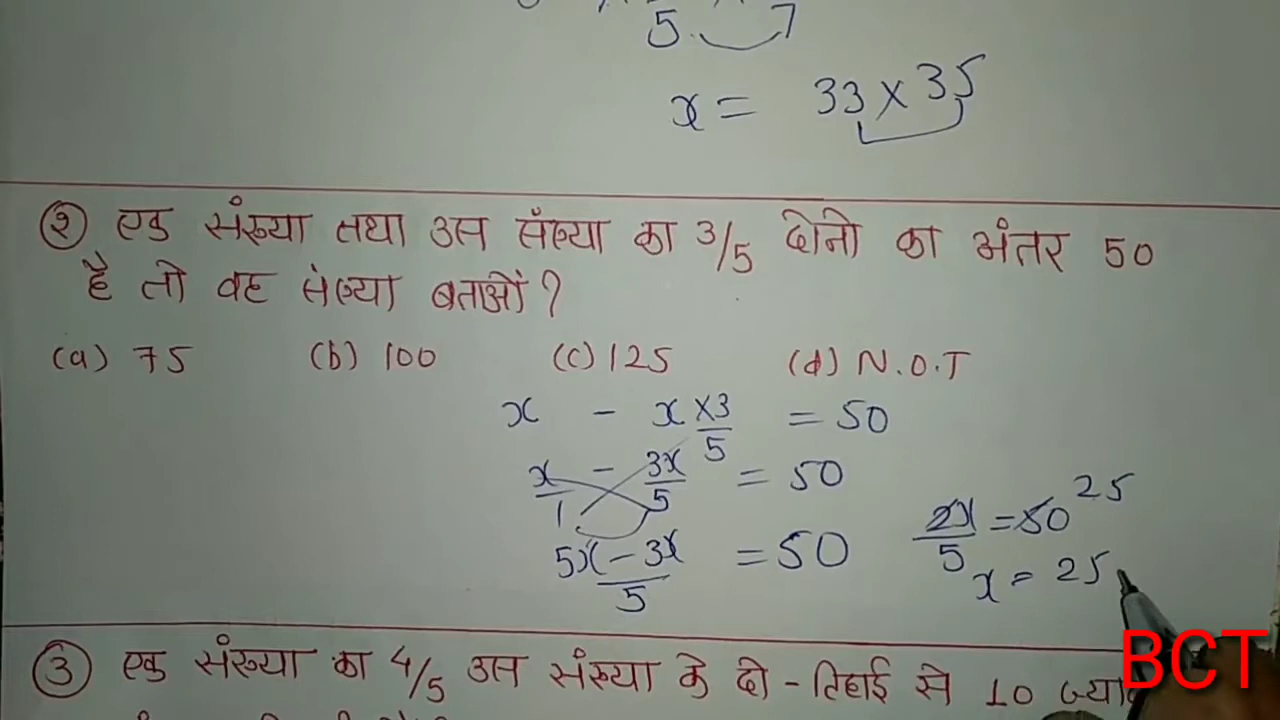 5 7
x = 33 × 35
२ एक संख्या तथा उस संख्या का 3/5 दोनो का अंतर 50
है तो वह संख्या बताओं ?
(a) 75 (b) 100 (c) 125 (d) N.O.T
x - x × 3/5 = 50
x/1 - 3x/5 = 50
5x - 3x/5 = 50
2x/5 = 50 25
x = 25
३ एक संख्या का 4/5 उस संख्या के दो - तिहाई से 10
BCT